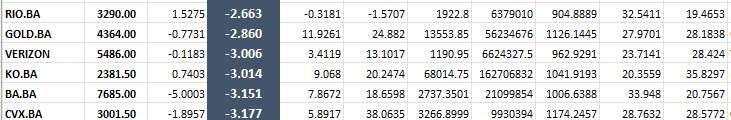 RIO.BA 3290.00 1.5275 -2.663 -0.3181 -1.5707 1922.8 6379010 904.8889 32.5411 19.4653
GOLD.BA 4364.00 -0.7731 -2.860 11.9261 24.882 13553.85 56234676 1126.1445 27.9701 28.1838
VERIZON 5486.00 -0.1183 -3.006 3.4119 13.1017 1190.95 6624327.5 962.9291 23.7141 28.424
KO.BA 2381.50 0.7403 -3.014 9.068 20.2474 68014.75 162706832 1041.9193 20.3559 35.8297
BA.BA 7685.00 -5.0003 -3.151 7.8672 18.6598 2737.3501 21099854 1006.6388 33.948 20.7567
CVX.BA 3001.50 -1.8957 -3.177 5.8917 38.0635 3266.8999 9930394 1174.2457 28.7632 28.5772